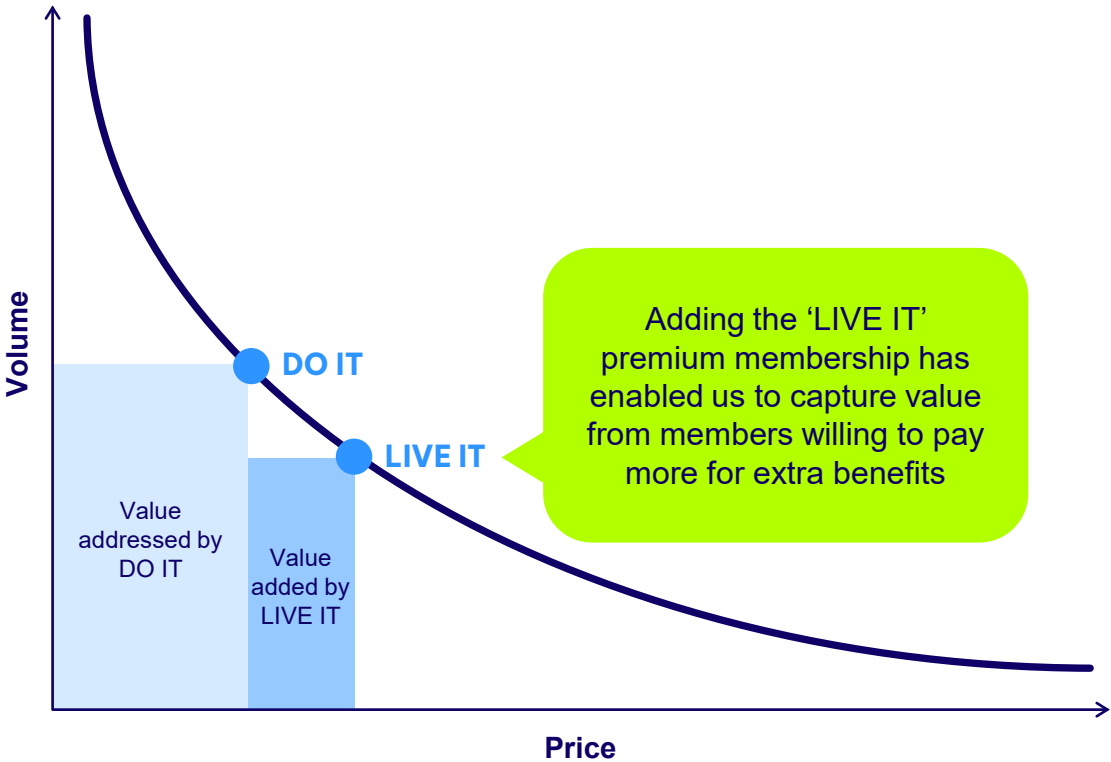 Volume
DO IT
LIVE IT
Adding the ‘LIVE IT’
premium membership has
enabled us to capture value
from members willing to pay
more for extra benefits
Value
addressed by
DO IT
Value
added by
LIVE IT
Price